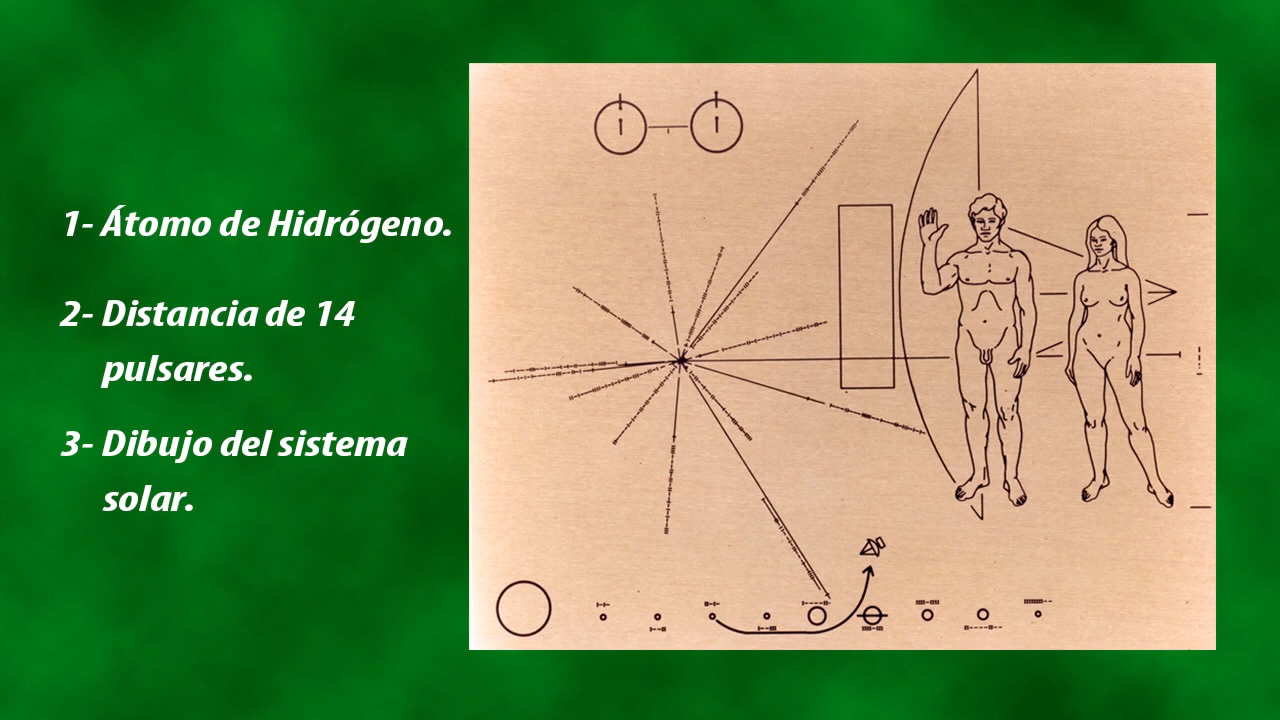 1- Átomo de Hidrógeno.
2- Distancia de 14
pulsares.
3- Dibujo del sistema
solar.